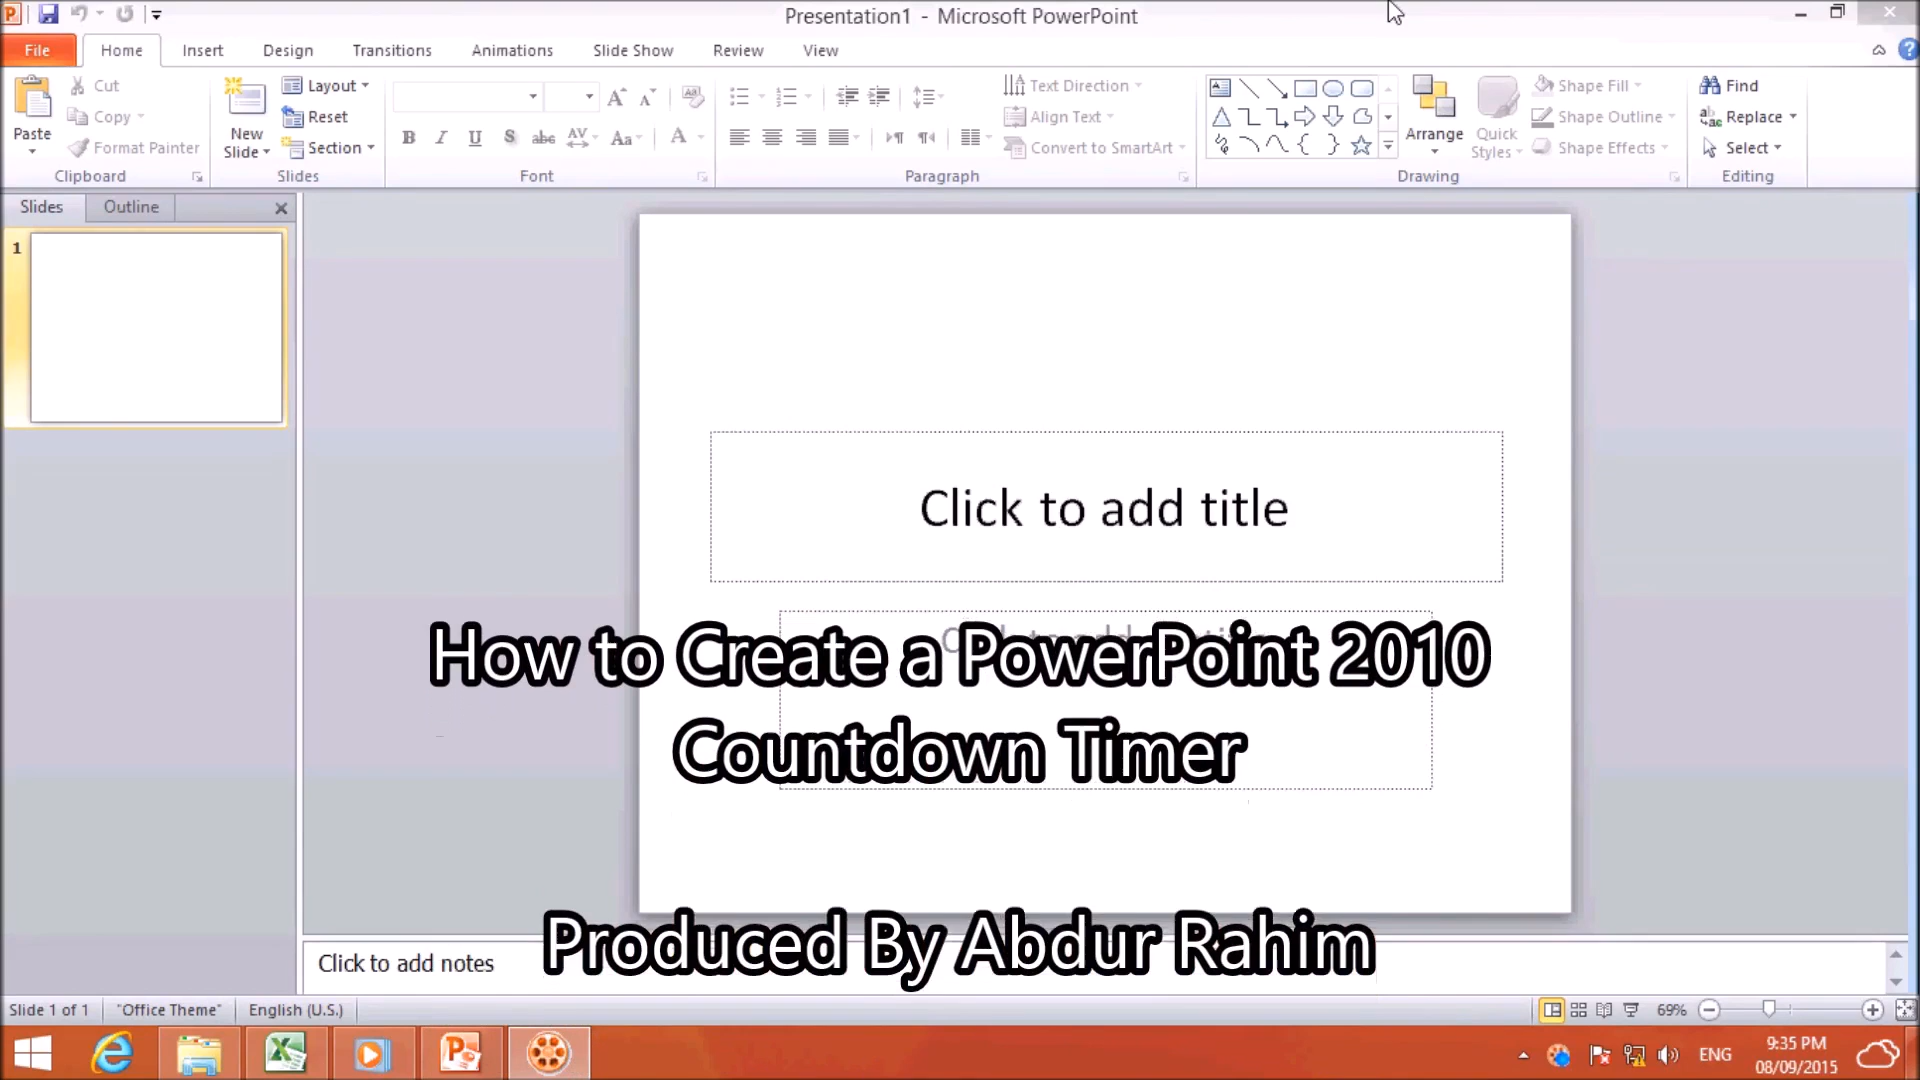 Presentation1 - Microsoft PowerPoint
File Home Insert Design Transitions Animations Slide Show Review View
Cut
Copy
Format Painter
Paste
Clipboard
New Slide
Layout
Reset
Section
Slides
Font
Text Direction
Align Text
Convert to SmartArt
Paragraph
Arrange
Quick Styles
Shape Fill
Shape Outline
Shape Effects
Drawing
Find
Replace
Select
Editing
Slides Outline
1
Click to add title
How to Create a PowerPoint 2010
Countdown Timer
Produced By Abdur Rahim
Click to add notes
Slide 1 of 1 "Office Theme" English (U.S.) 69%
ENG
9:35 PM
08/09/2015